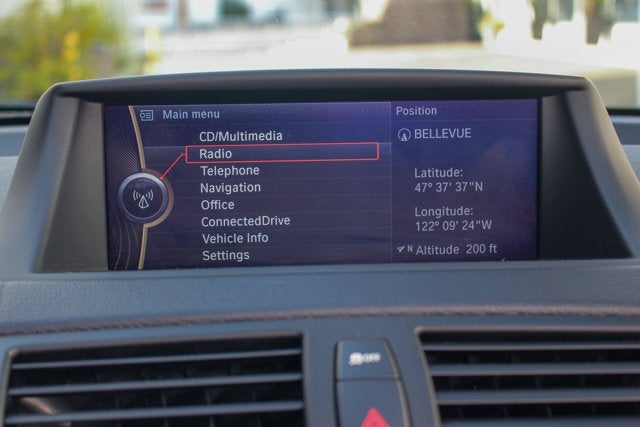 Main menu
CD/Multimedia
Radio
Telephone
Navigation
Office
ConnectedDrive
Vehicle Info
Settings
Position
BELLEVUE
Latitude:
47° 37' 37"N
Longitude:
122° 09' 24"W
N Altitude 200 ft
OFF